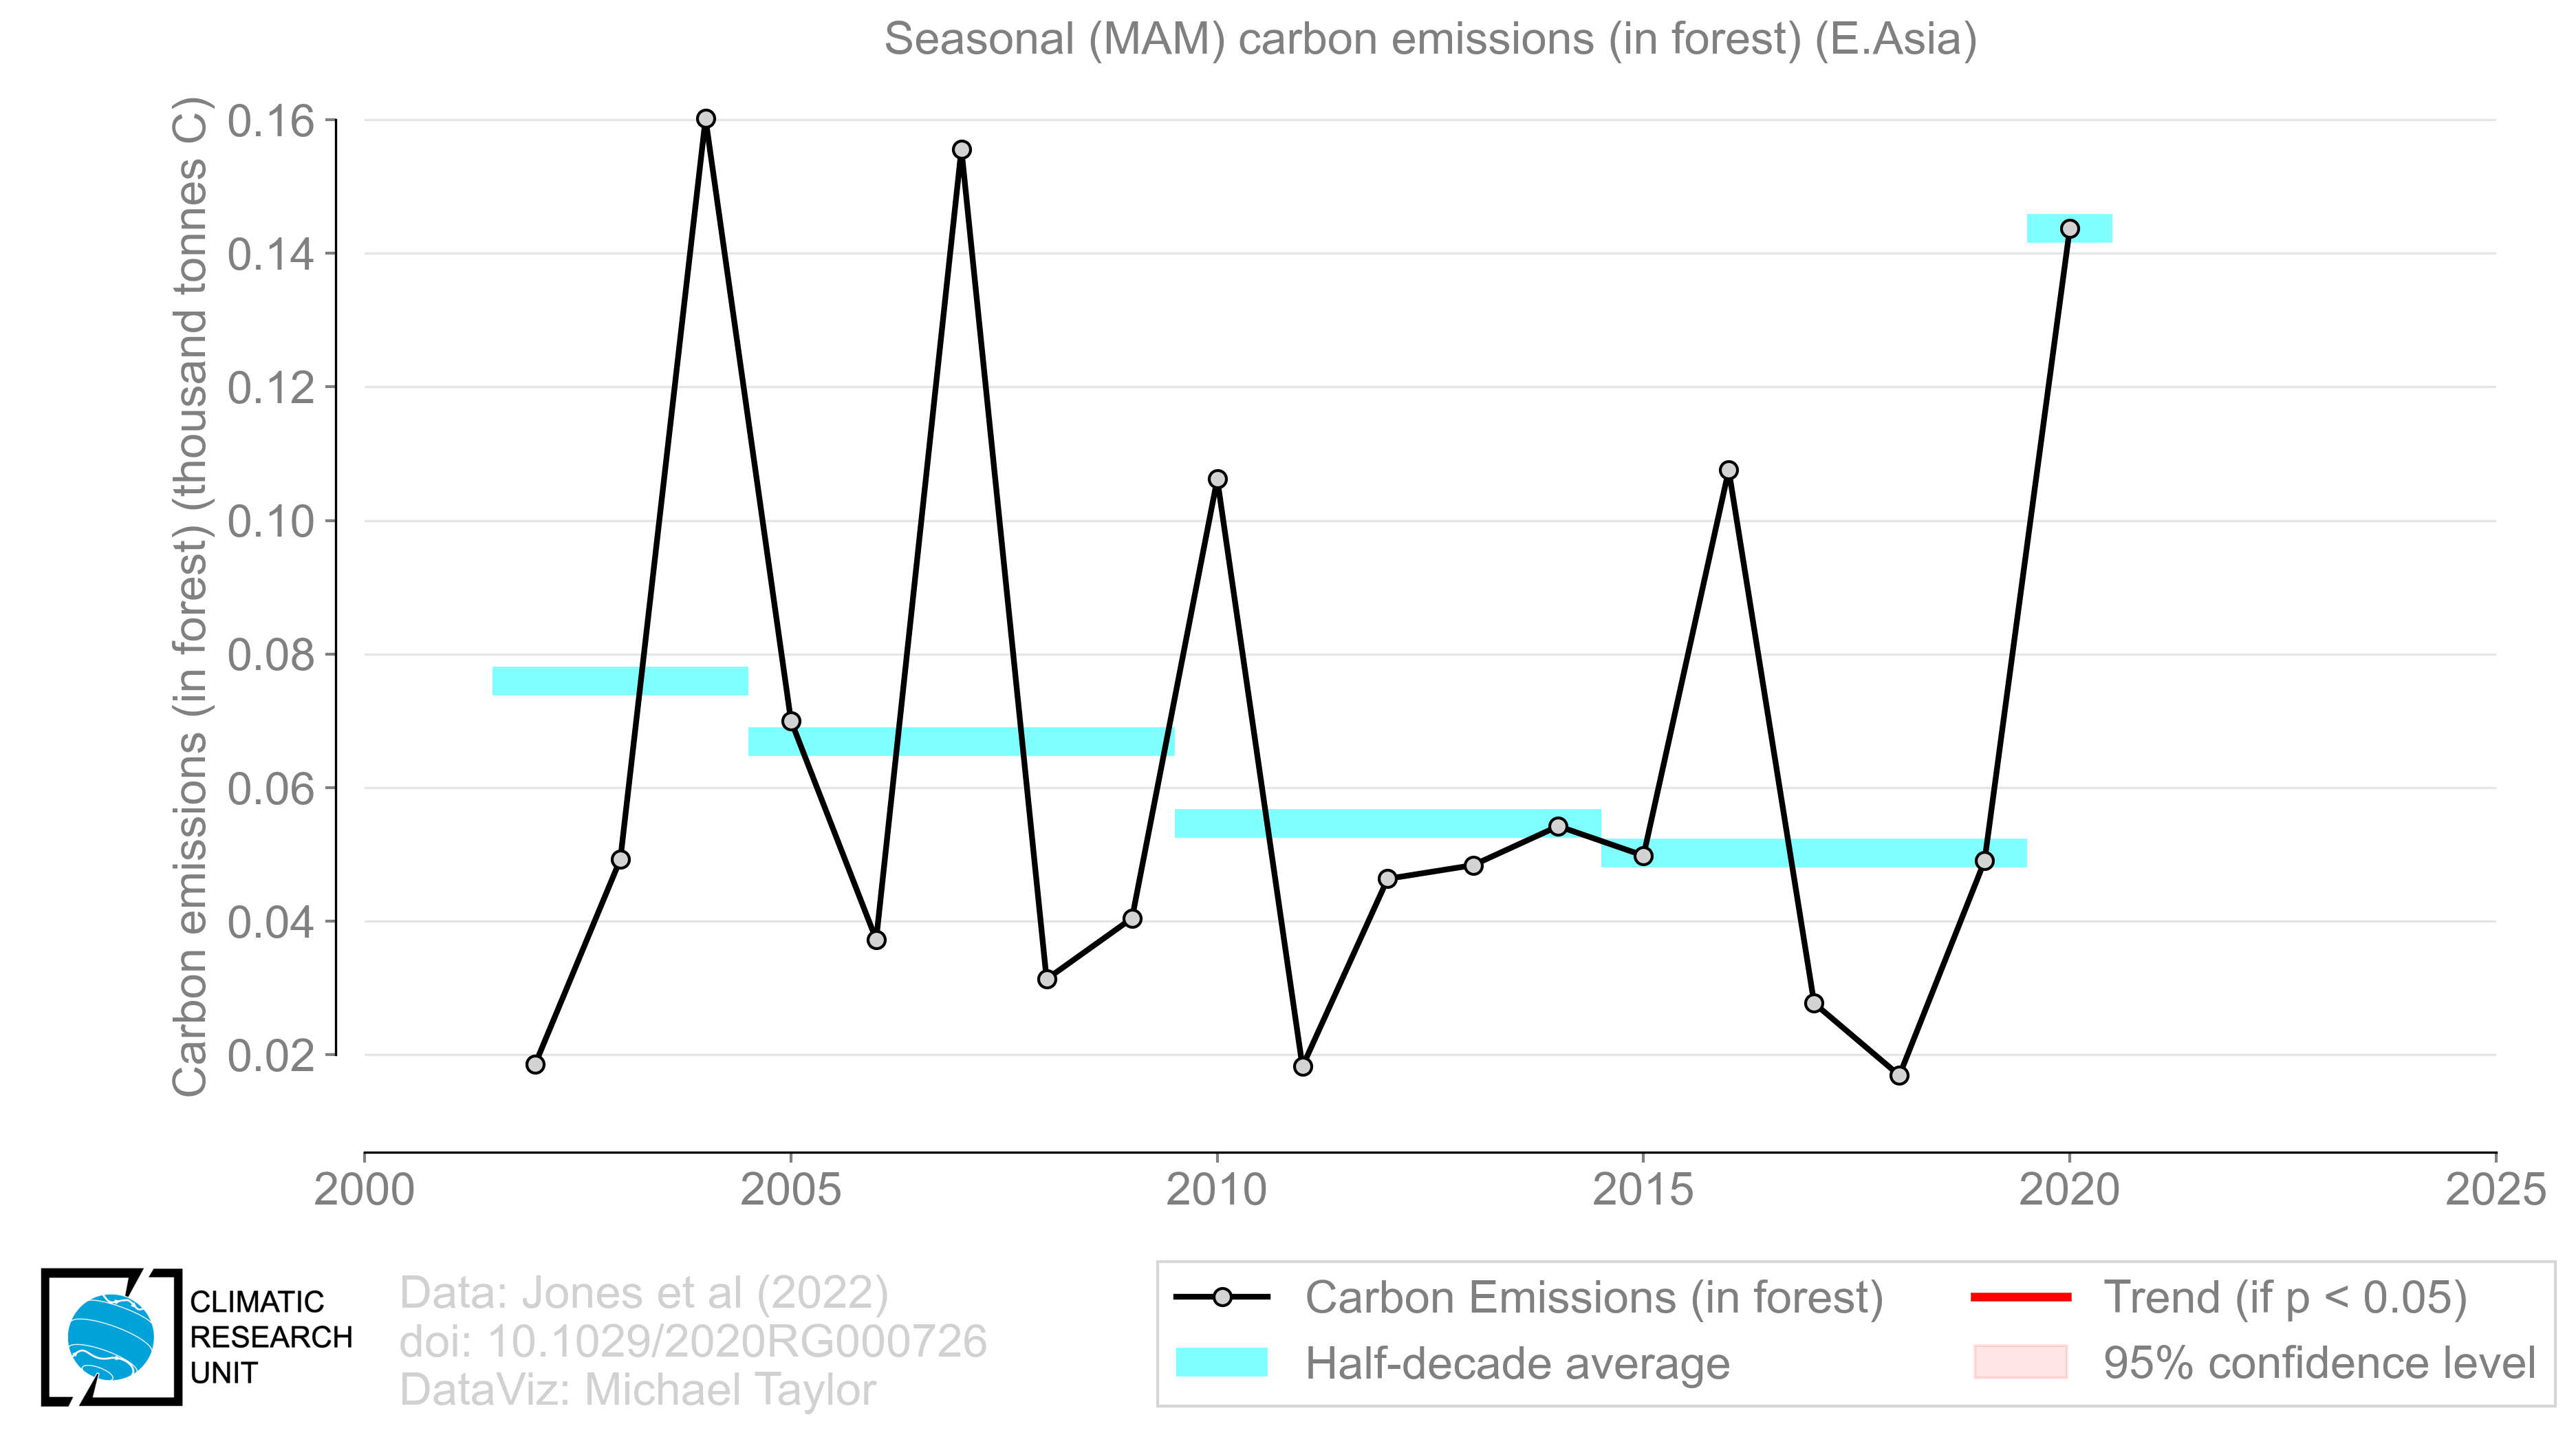 Seasonal (MAM) carbon emissions (in forest) (E.Asia)
Carbon emissions (in forest) (thousand tonnes C)
0.16
0.14
0.12
0.10
0.08
0.06
0.04
0.02
2000
2005
2010
2015
2020
2025
CLIMATIC
RESEARCH
UNIT
Data: Jones et al (2022)
doi: 10.1029/2020RG000726
DataViz: Michael Taylor
Carbon Emissions (in forest)
Half-decade average
Trend (if p < 0.05)
95% confidence level